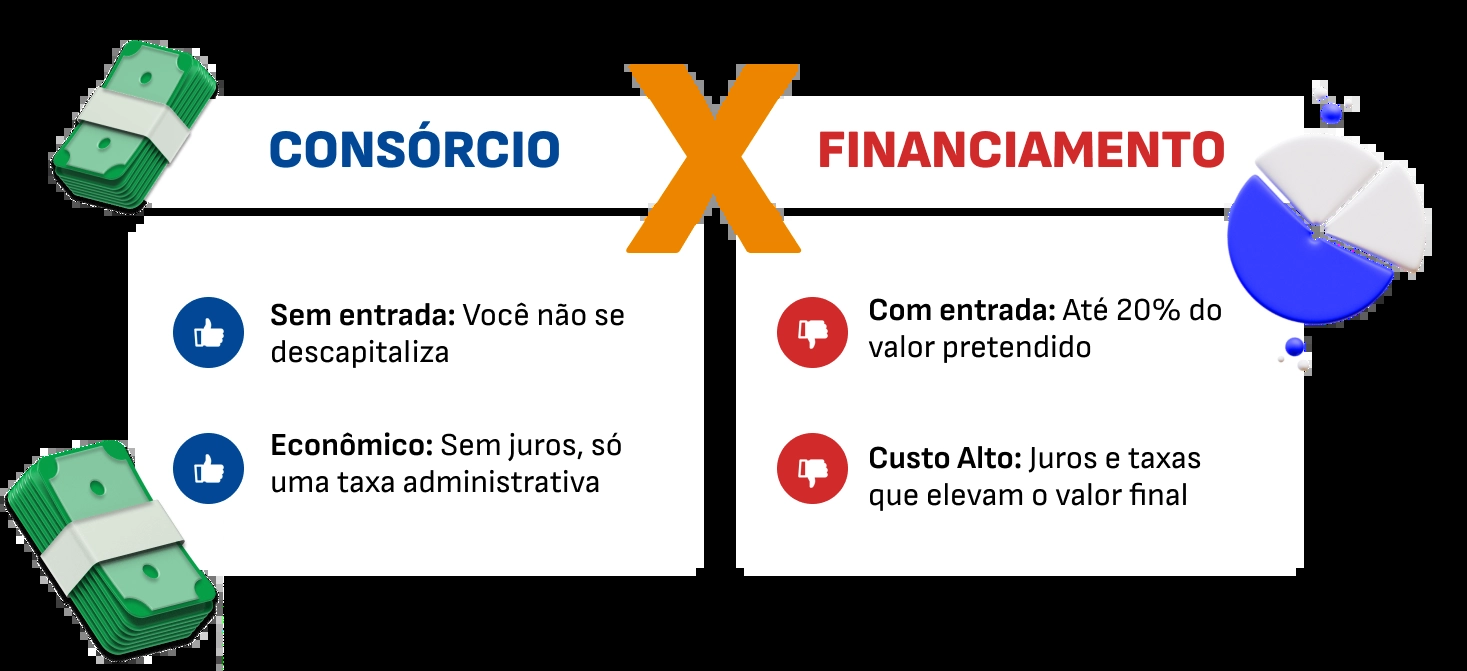 CONSÓRCIO
X
FINANCIAMENTO
Sem entrada: Você não se
descapitaliza
Econômico: Sem juros, só
uma taxa administrativa
Com entrada: Até 20% do
valor pretendido
Custo Alto: Juros e taxas
que elevam o valor final